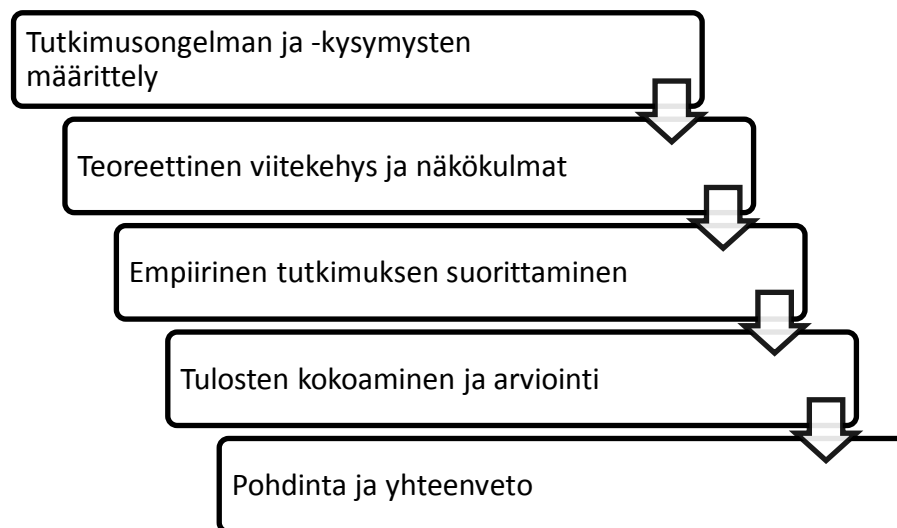 Tutkimusongelman ja -kysymysten
määrittely
Teoreettinen viitekehys ja näkökulmat
Empiirinen tutkimuksen suorittaminen
Tulosten kokoaminen ja arviointi
Pohdinta ja yhteenveto